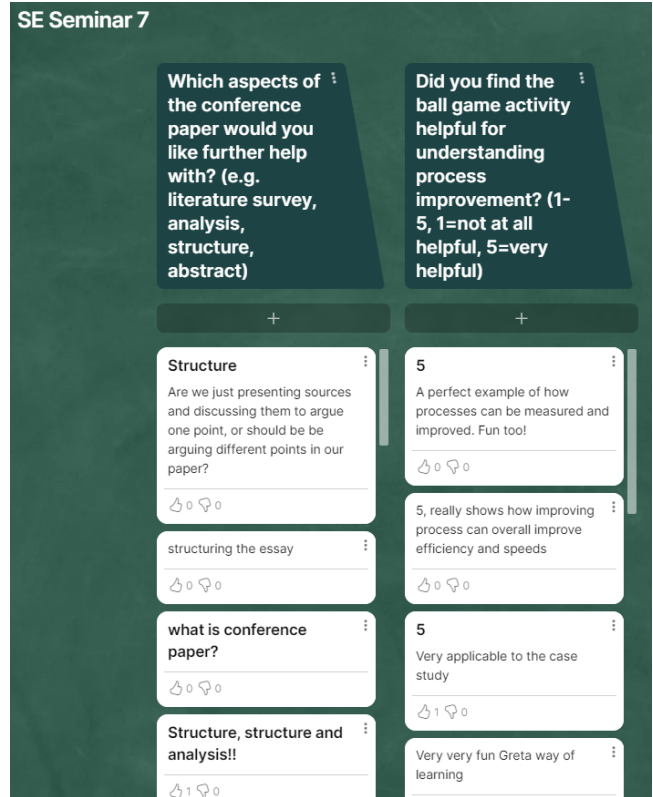 SE Seminar 7
Which aspects of
the conference
paper would you
like further help
with? (e.g.
literature survey,
analysis,
structure,
abstract)
+
Structure
Are we just presenting sources
and discussing them to argue
one point, or should be be
arguing different points in our
paper?
0 0
structuring the essay
0 0
what is conference
paper?
0 0
Structure, structure and
analysis!!
1 0
Did you find the
ball game activity
helpful for
understanding
process
improvement? (1-
5, 1=not at all
helpful, 5=very
helpful)
+
5
A perfect example of how
processes can be measured and
improved. Fun too!
0 0
5, really shows how improving
process can overall improve
efficiency and speeds
0 0
5
Very applicable to the case
study
1 0
Very very fun Greta way of
learning